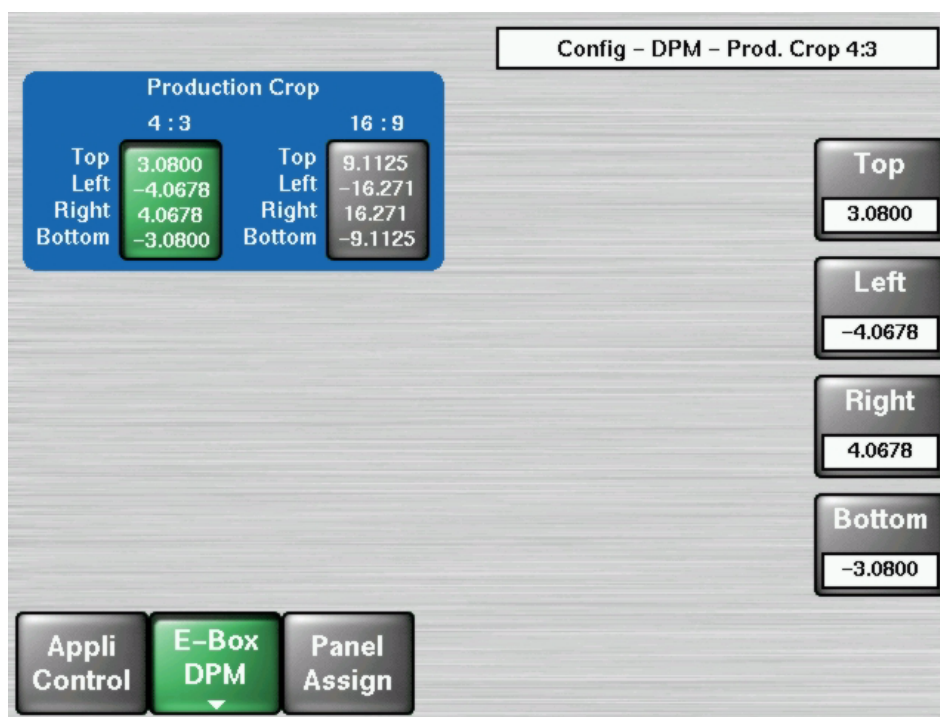 Config – DPM – Prod. Crop 4:3
Production Crop
4 : 3 16 : 9
Top 3.0800 Top 9.1125
Left –4.0678 Left –16.271
Right 4.0678 Right 16.271
Bottom –3.0800 Bottom –9.1125
Top
3.0800
Left
–4.0678
Right
4.0678
Bottom
–3.0800
Appli
Control
E–Box
DPM
Panel
Assign